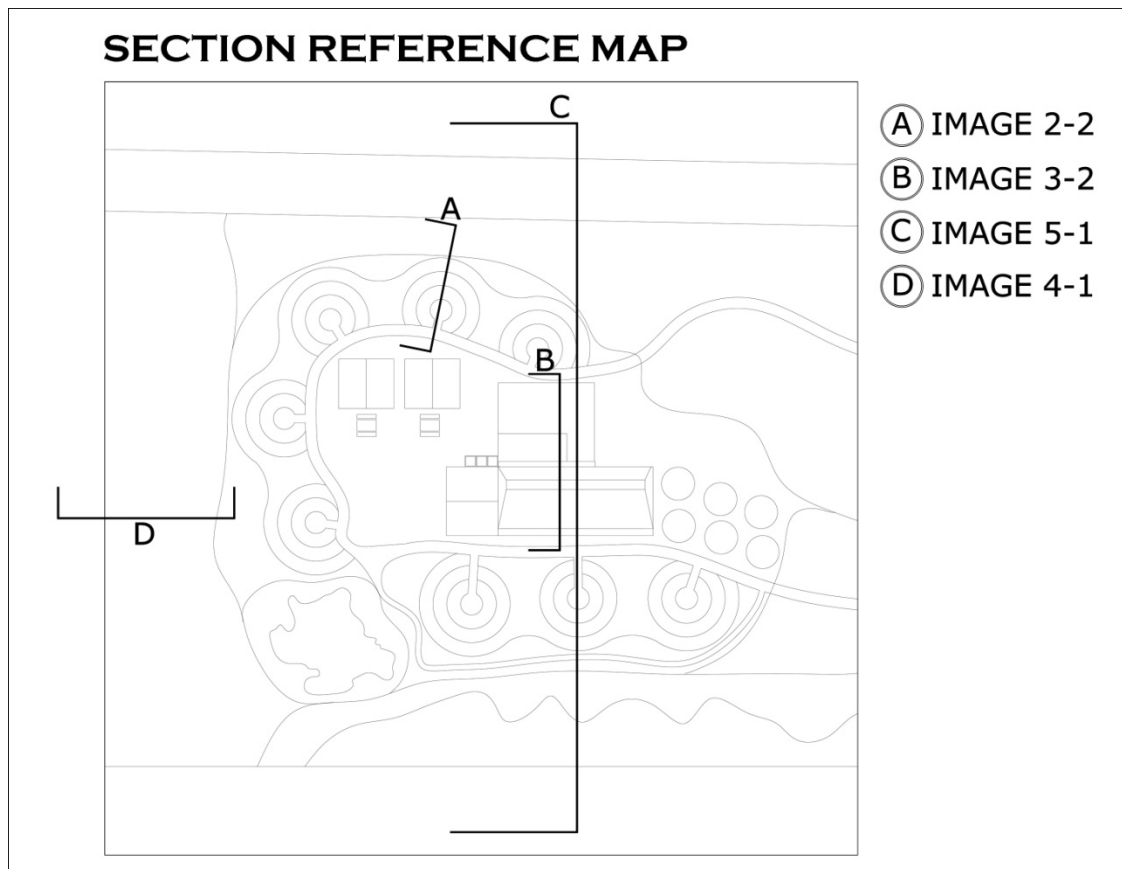 SECTION REFERENCE MAP
C
A IMAGE 2-2
B IMAGE 3-2
C IMAGE 5-1
D IMAGE 4-1
A
B
D